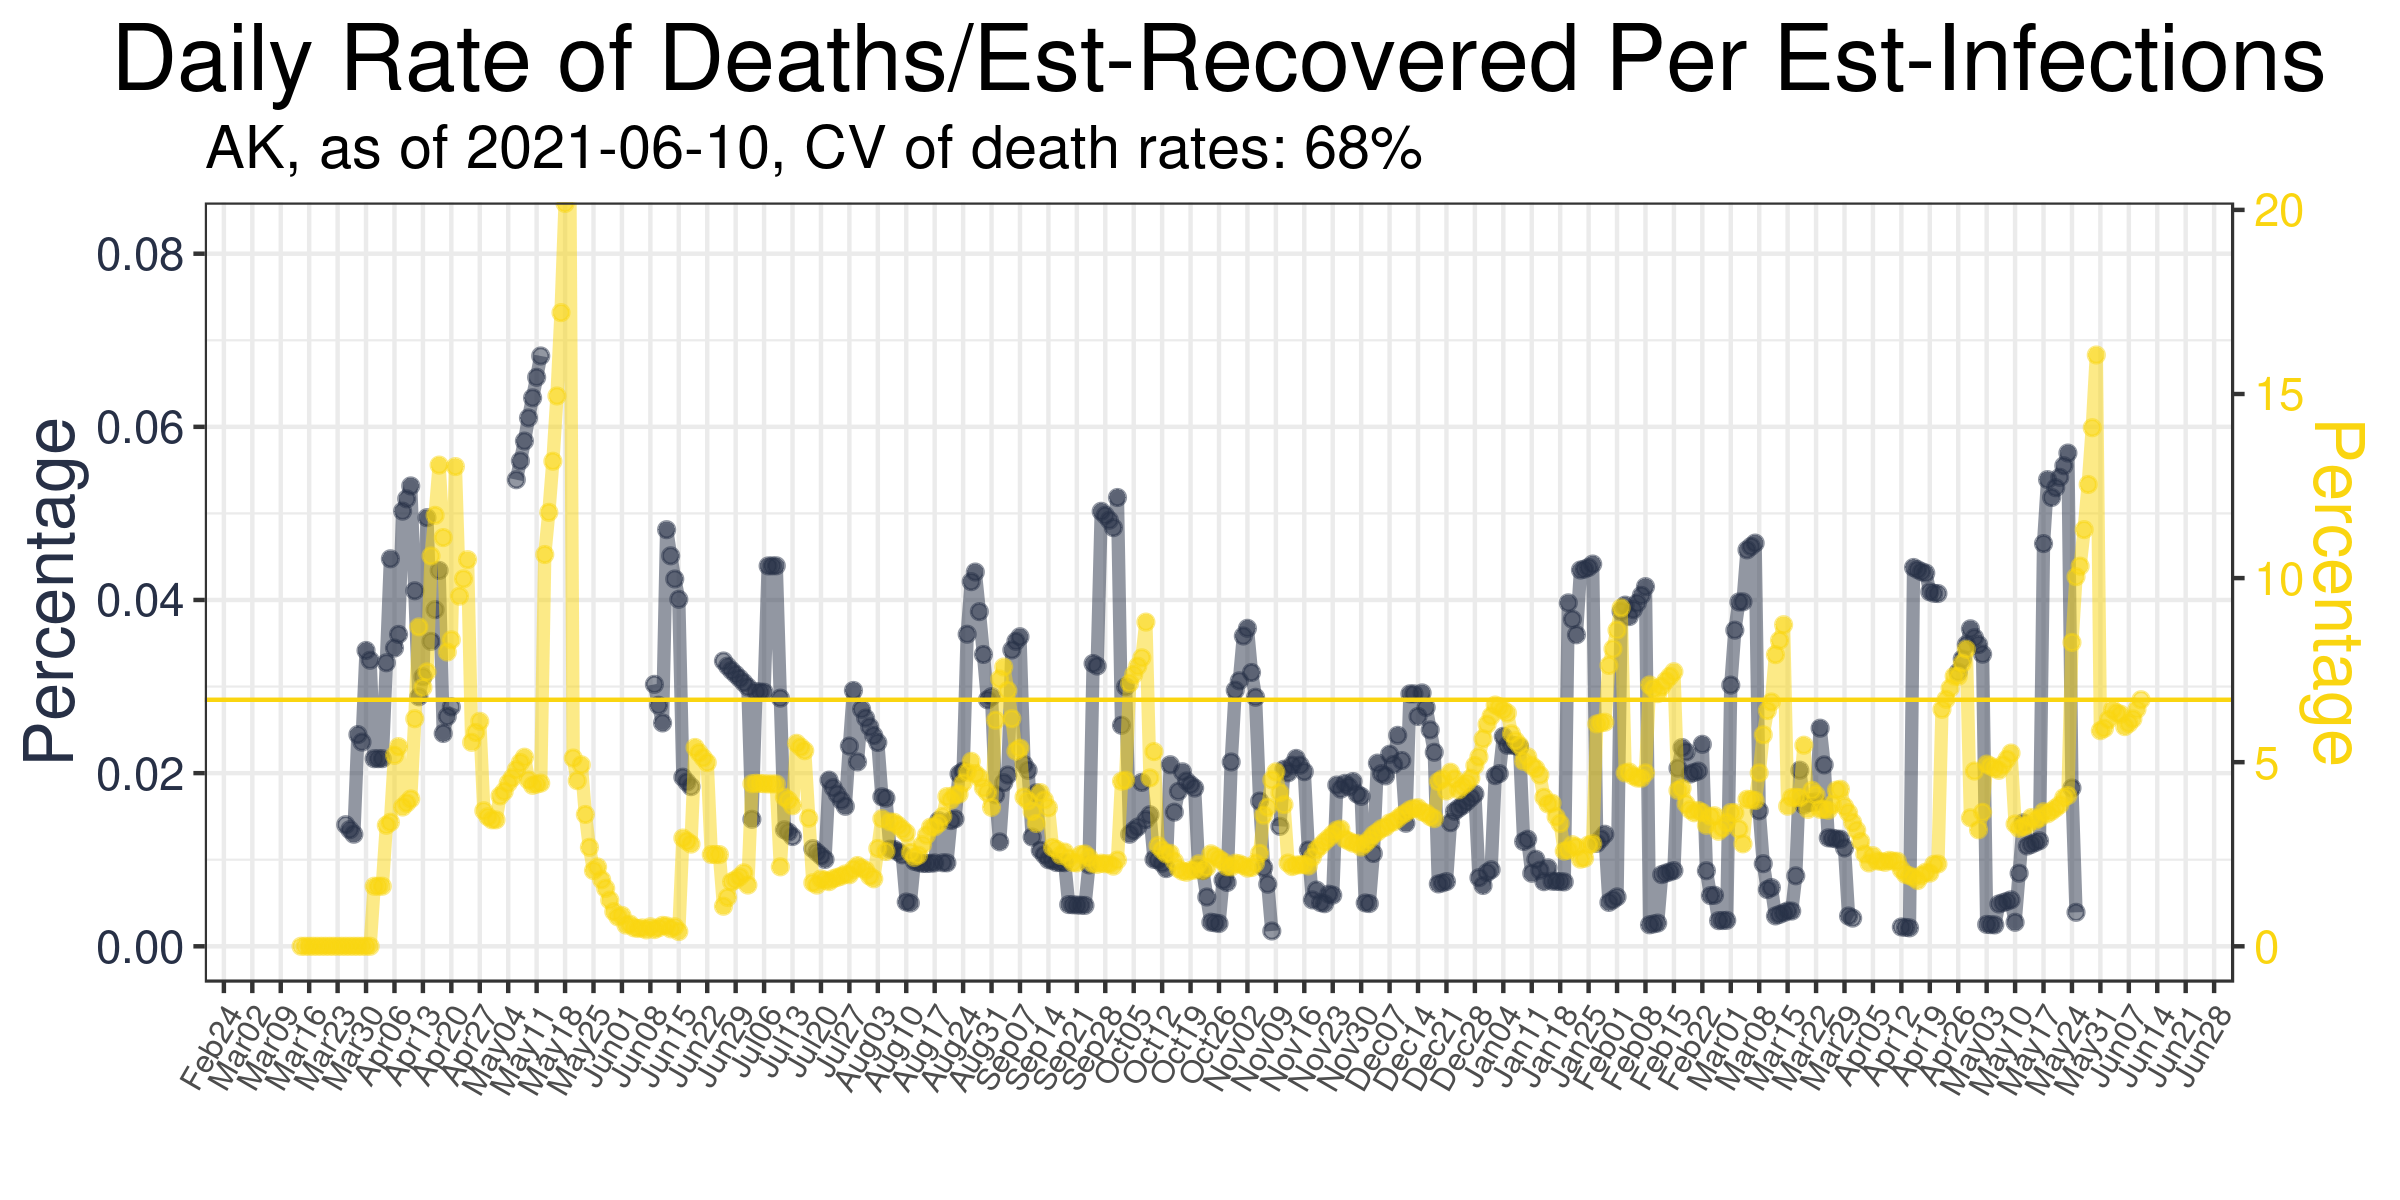 Daily Rate of Deaths/Est-Recovered Per Est-Infections
AK, as of 2021-06-10, CV of death rates: 68%
Percentage
0.08
0.06
0.04
0.02
0.00
20
15
10
5
0
Percentage
Feb24
Mar02
Mar09
Mar16
Mar23
Mar30
Apr06
Apr13
Apr20
Apr27
May04
May11
May18
May25
Jun01
Jun08
Jun15
Jun22
Jun29
Jul06
Jul13
Jul20
Jul27
Aug03
Aug10
Aug17
Aug24
Aug31
Sep07
Sep14
Sep21
Sep28
Oct05
Oct12
Oct19
Oct26
Nov02
Nov09
Nov16
Nov23
Nov30
Dec07
Dec14
Dec21
Dec28
Jan04
Jan11
Jan18
Jan25
Feb01
Feb08
Feb15
Feb22
Mar01
Mar08
Mar15
Mar22
Mar29
Apr05
Apr12
Apr19
Apr26
May03
May10
May17
May24
May31
Jun07
Jun14
Jun21
Jun28